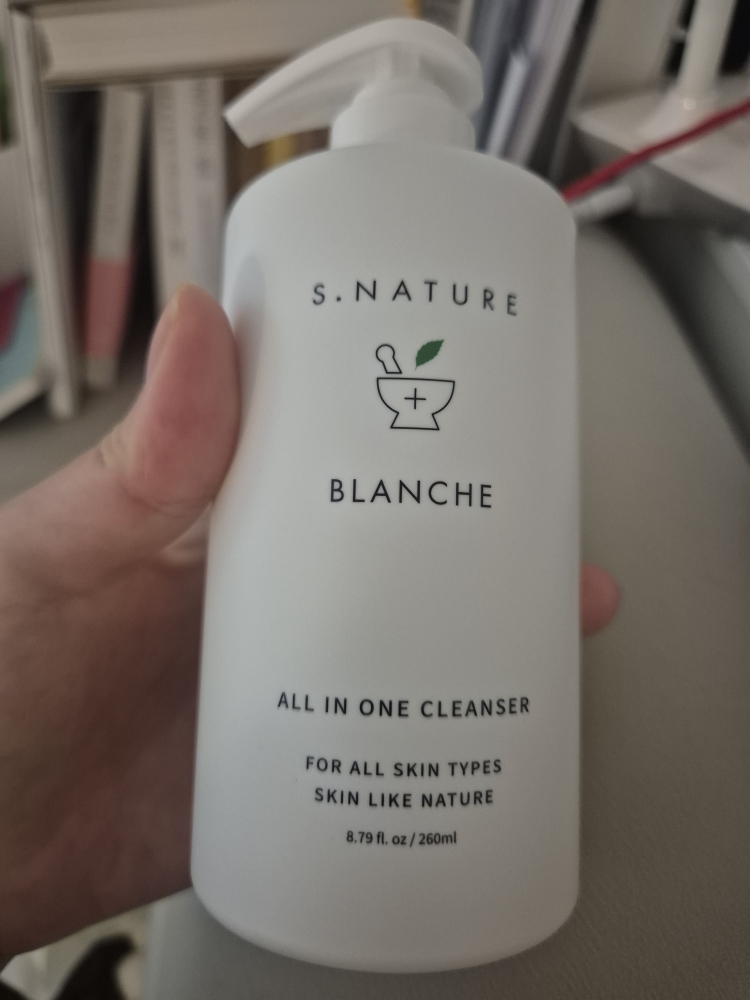 S.NATURE
BLANCHE
ALL IN ONE CLEANSER
FOR ALL SKIN TYPES
SKIN LIKE NATURE
8.79 fl. oz / 260ml